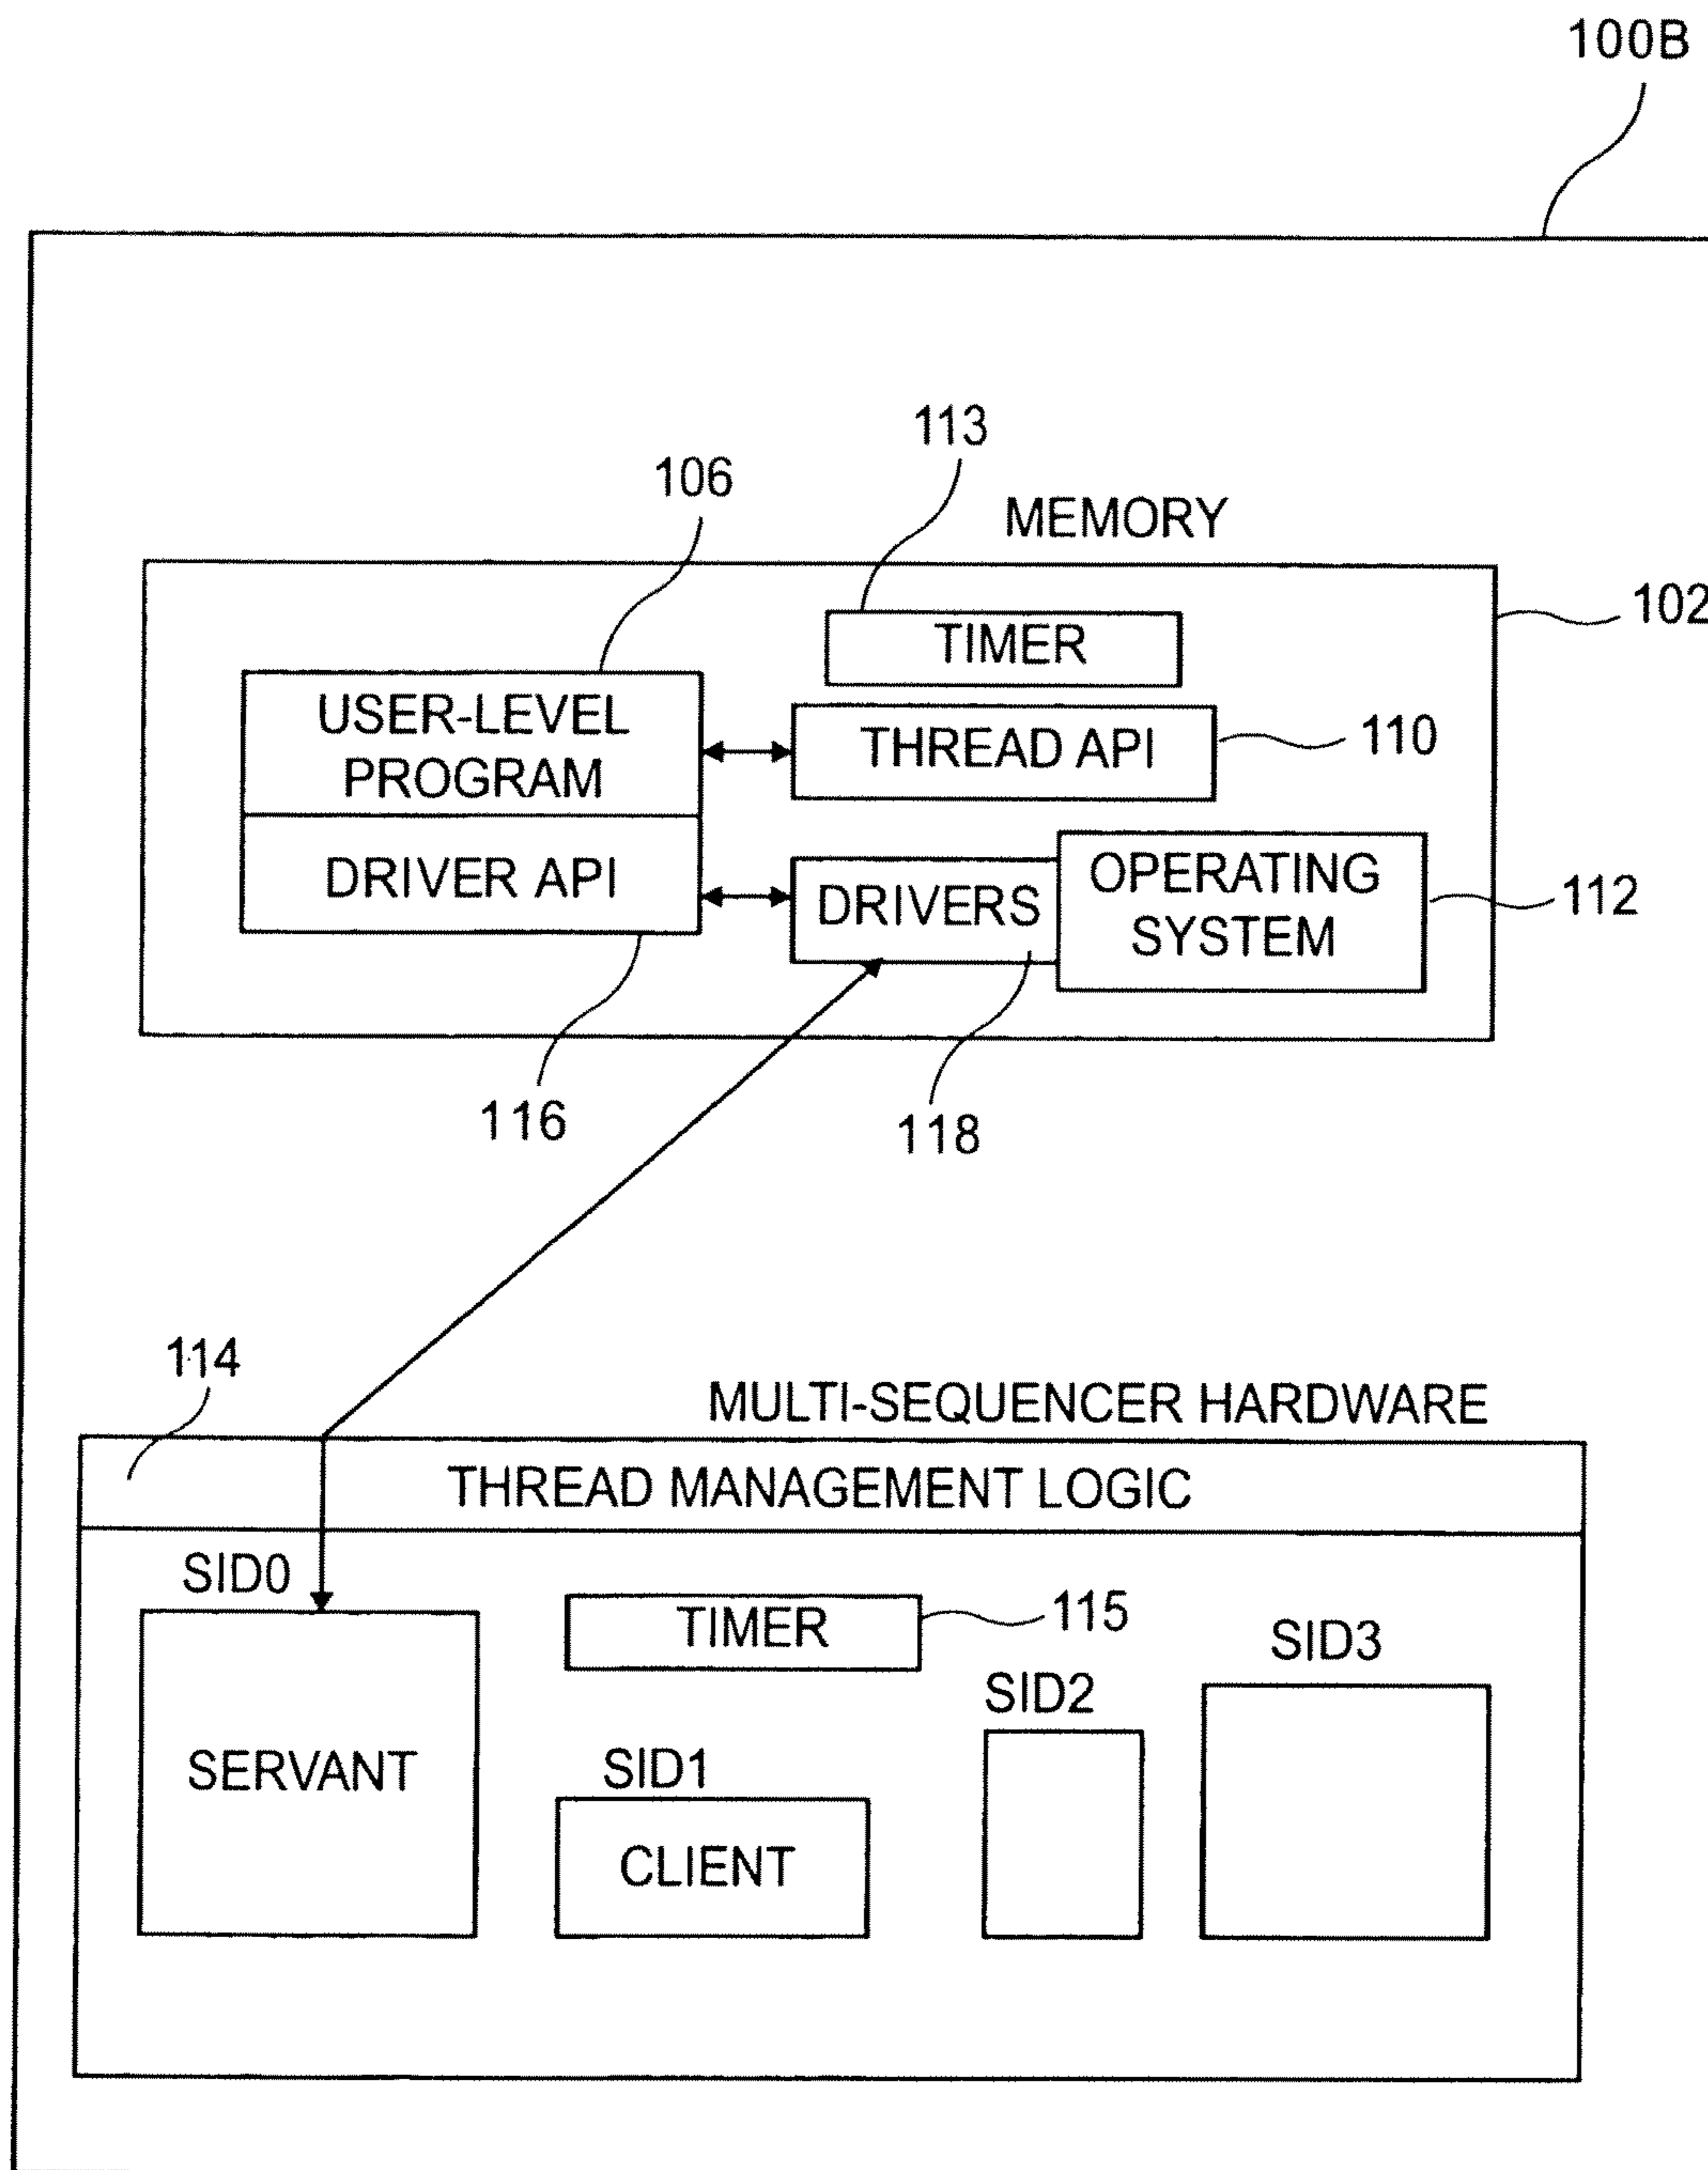 100B
113
106
MEMORY
102
TIMER
USER-LEVEL
PROGRAM
THREAD API
110
DRIVER API
DRIVERS
OPERATING
SYSTEM
112
116
118
114
MULTI-SEQUENCER HARDWARE
THREAD MANAGEMENT LOGIC
SID0
TIMER
115
SID3
SID2
SERVANT
SID1
CLIENT